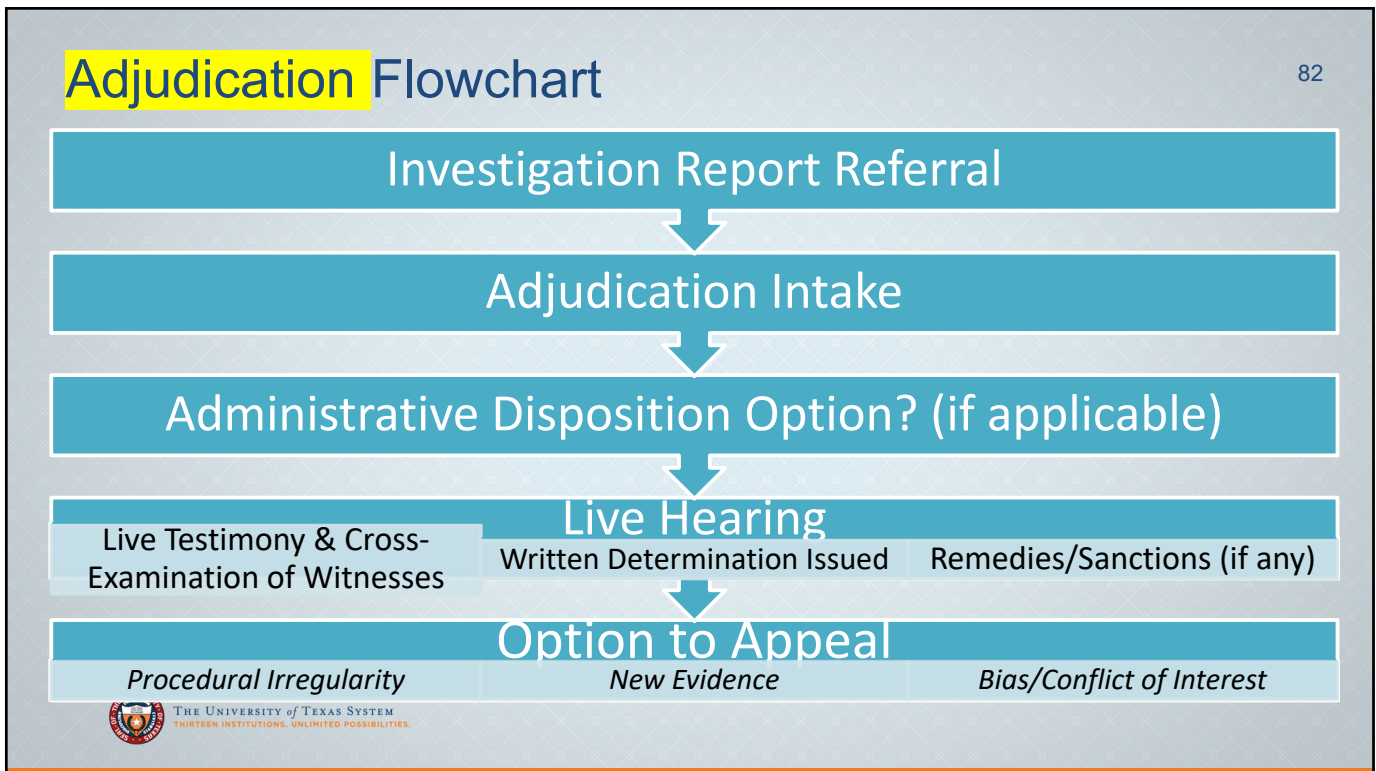 Adjudication Flowchart
82
Investigation Report Referral
Adjudication Intake
Administrative Disposition Option? (if applicable)
Live Hearing
Live Testimony & Cross-
Examination of Witnesses
Written Determination Issued
Remedies/Sanctions (if any)
Option to Appeal
Procedural Irregularity
New Evidence
Bias/Conflict of Interest
THE UNIVERSITY of TEXAS SYSTEM
THIRTEEN INSTITUTIONS. UNLIMITED POSSIBILITIES.